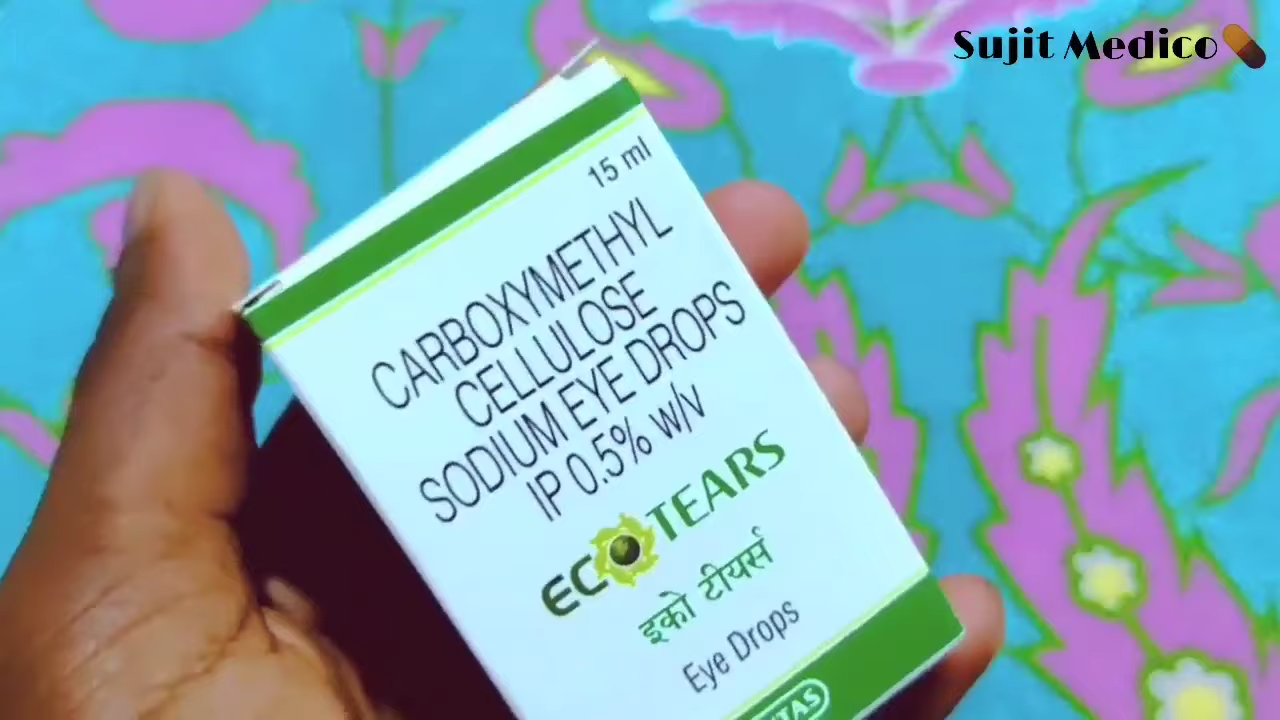 Sujit Medico
15 ml
CARBOXYMETHYL
CELLULOSE
SODIUM EYE DROPS
IP 0.5% w/v
ECOTEARS
इको टीयर्स
Eye Drops